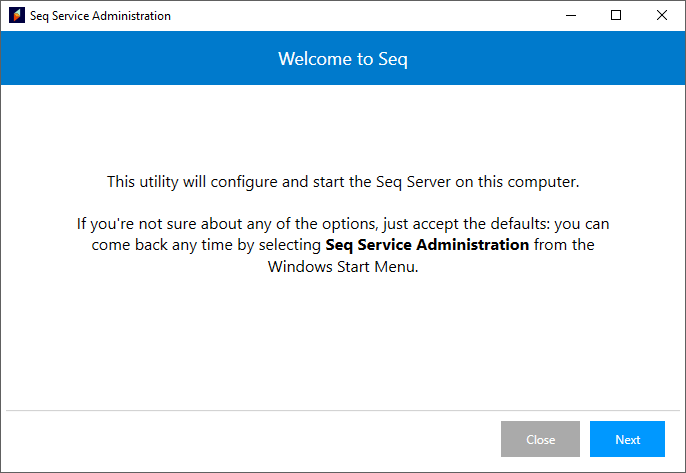 Seq Service Administration
Welcome to Seq
This utility will configure and start the Seq Server on this computer.
If you're not sure about any of the options, just accept the defaults: you can
come back any time by selecting Seq Service Administration from the
Windows Start Menu.
Close
Next